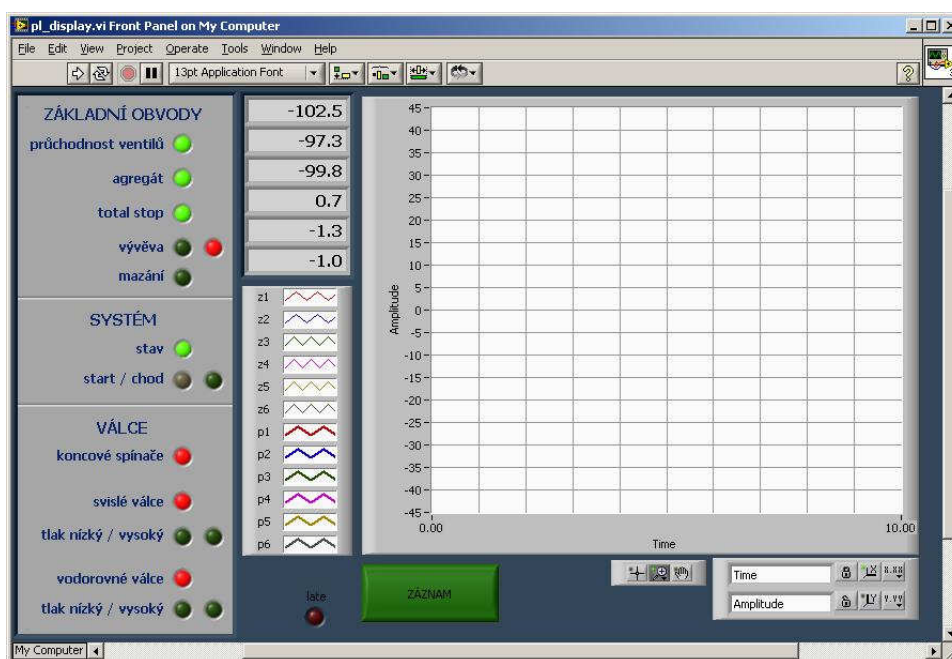 pl_display.vi Front Panel on My Computer
File Edit View Project Operate Tools Window Help
13pt Application Font
?
ZÁKLADNÍ OBVODY
průchodnost ventilů
agregát
total stop
vývěva
mazání
SYSTÉM
stav
start / chod
VÁLCE
koncové spínače
svislé válce
tlak nízký / vysoký
vodorovné válce
tlak nízký / vysoký
-102.5
-97.3
-99.8
0.7
-1.3
-1.0
z1
z2
z3
z4
z5
z6
p1
p2
p3
p4
p5
p6
late
ZÁZNAM
Amplitude
45
40
35
30
25
20
15
10
5
0
-5
-10
-15
-20
-25
-30
-35
-40
-45
0.00 10.00
Time
Time
Amplitude
My Computer